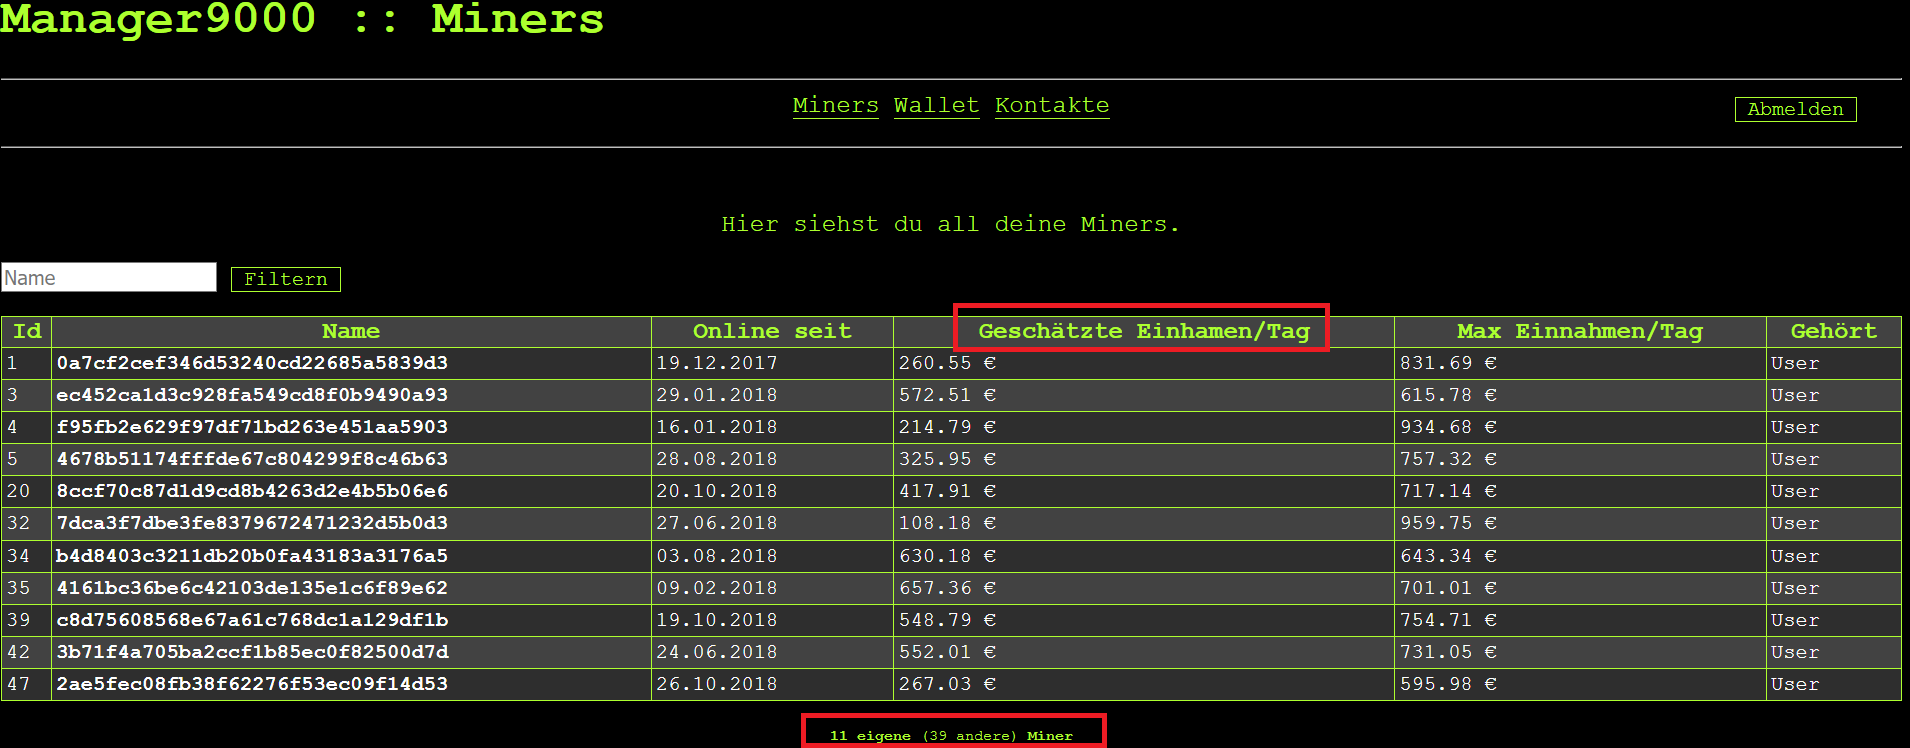 Manager9000 :: Miners
Miners Wallet Kontakte Abmelden
Hier siehst du all deine Miners.
Name Filtern
Id Name Online seit Geschätzte Einhamen/Tag Max Einnahmen/Tag Gehört
1 0a7cf2cef346d53240cd22685a5839d3 19.12.2017 260.55 € 831.69 € User
3 ec452ca1d3c928fa549cd8f0b9490a93 29.01.2018 572.51 € 615.78 € User
4 f95fb2e629f97df71bd263e451aa5903 16.01.2018 214.79 € 934.68 € User
5 4678b51174fffde67c804299f8c46b63 28.08.2018 325.95 € 757.32 € User
20 8ccf70c87d1d9cd8b4263d2e4b5b06e6 20.10.2018 417.91 € 717.14 € User
32 7dca3f7dbe3fe8379672471232d5b0d3 27.06.2018 108.18 € 959.75 € User
34 b4d8403c3211db20b0fa43183a3176a5 03.08.2018 630.18 € 643.34 € User
35 4161bc36be6c42103de135e1c6f89e62 09.02.2018 657.36 € 701.01 € User
39 c8d75608568e67a61c768dc1a129df1b 19.10.2018 548.79 € 754.71 € User
42 3b71f4a705ba2ccf1b85ec0f82500d7d 24.06.2018 552.01 € 731.05 € User
47 2ae5fec08fb38f62276f53ec09f14d53 26.10.2018 267.03 € 595.98 € User
11 eigene (39 andere) Miner